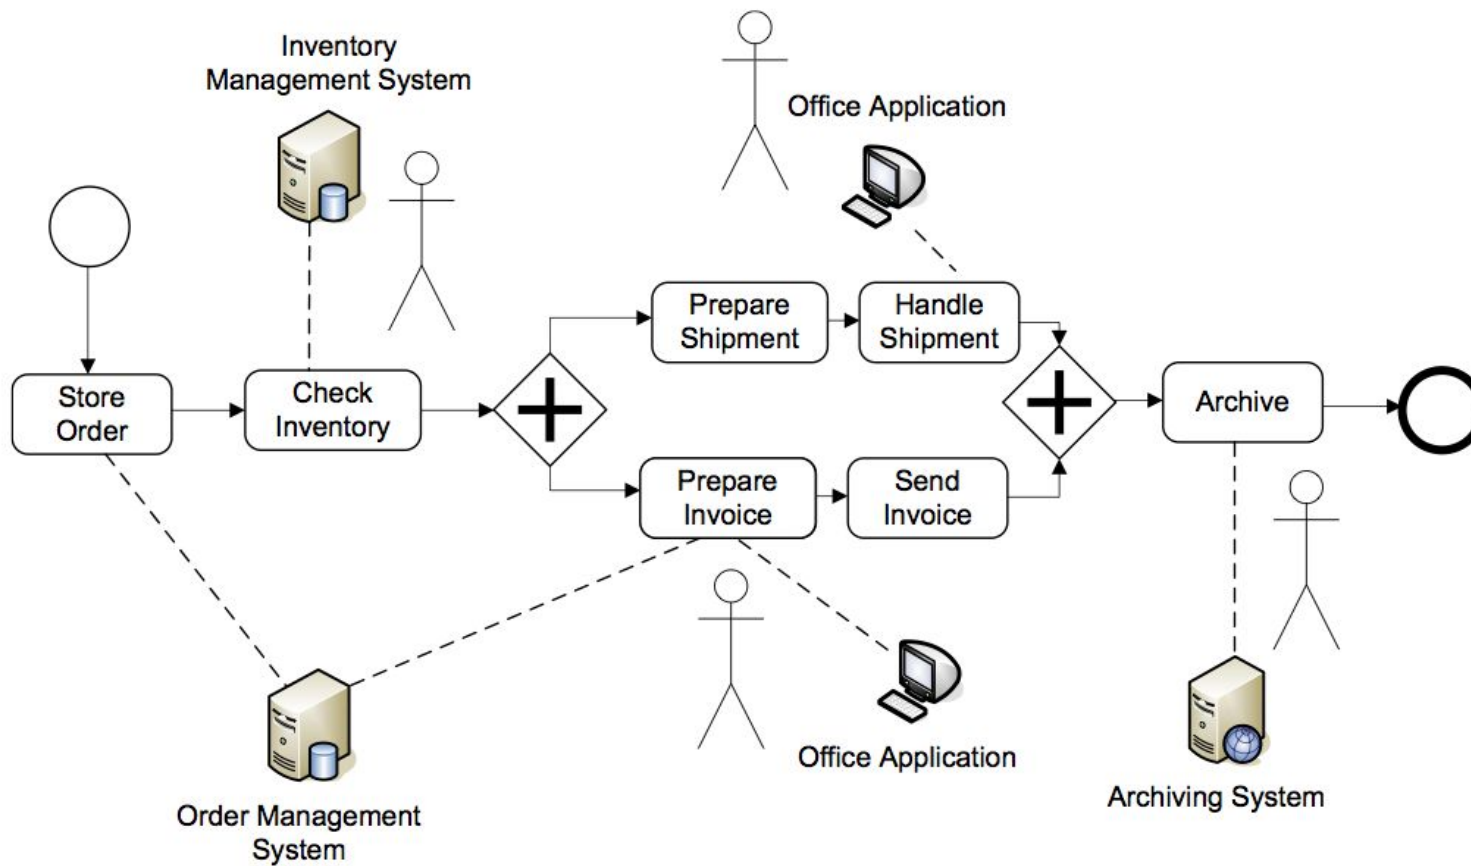 Inventory
Management System
Office Application
Prepare
Shipment
Handle
Shipment
Store
Order
Check
Inventory
Archive
Prepare
Invoice
Send
Invoice
Office Application
Order Management
System
Archiving System